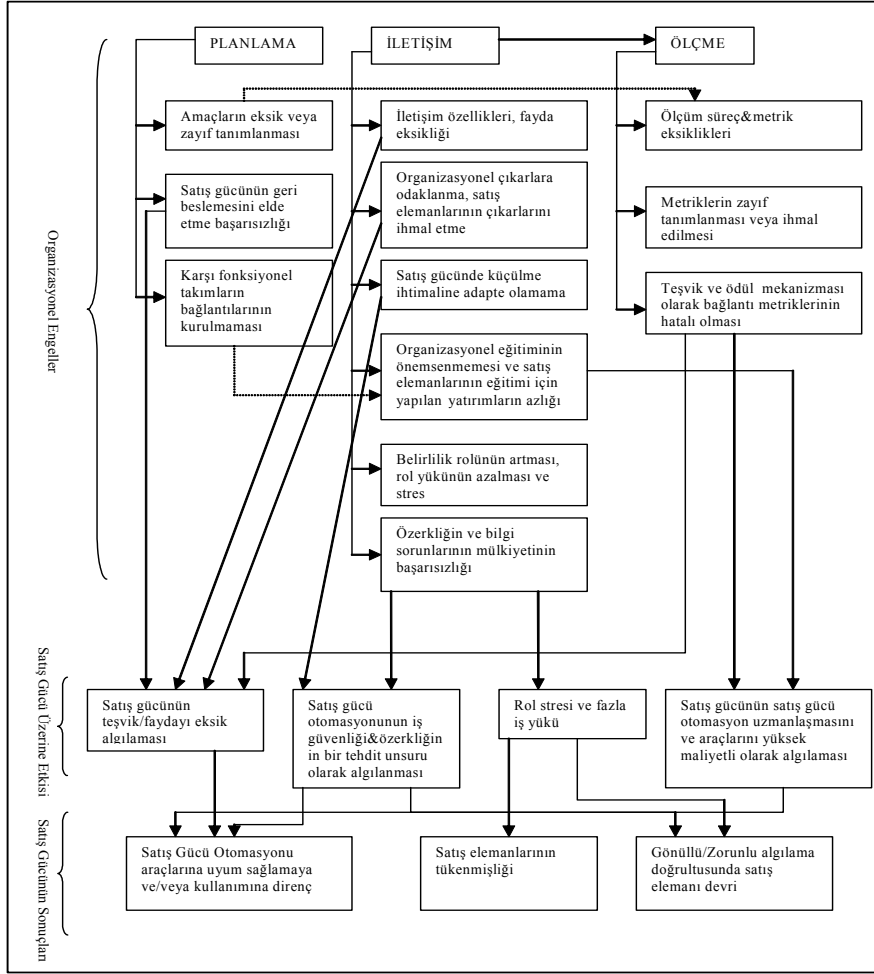 PLANLAMA
İLETİŞİM
ÖLÇME
Organizasyonel Engeller
Amaçların eksik veya
zayıf tanımlanması
Satış gücünün geri
beslemesini elde
etme başarısızlığı
Karşı fonksiyonel
takımların
bağlantılarının
kurulmaması
İletişim özellikleri, fayda
eksikliği
Organizasyonel çıkarlara
odaklanma, satış
elemanlarının çıkarlarını
ihmal etme
Satış gücünde küçülme
ihtimaline adapte olamama
Organizasyonel eğitiminin
önemsenmemesi ve satış
elemanlarının eğitimi için
yapılan yatırımların azlığı
Belirlilik rolünün artması,
rol yükünün azalması ve
stres
Özerkliğin ve bilgi
sorunlarının mülkiyetinin
başarısızlığı
Ölçüm süreç&metrik
eksiklikleri
Metriklerin zayıf
tanımlanması veya ihmal
edilmesi
Teşvik ve ödül mekanizması
olarak bağlantı metriklerinin
hatalı olması
Satış Gücü Üzerine Etkisi
Satış gücünün
teşvik/faydayı eksik
algılaması
Satış gücü
otomasyonunun iş
güvenliği&özerkliğin
in bir tehdit unsuru
olarak algılanması
Rol stresi ve fazla
iş yükü
Satış gücünün satış gücü
otomasyon uzmanlaşmasını
ve araçlarını yüksek
maliyetli olarak algılaması
Satış Gücünün Sonuçları
Satış Gücü Otomasyonu
araçlarına uyum sağlamaya
ve/veya kullanımına direnç
Satış elemanlarının
tükenmişliği
Gönüllü/Zorunlu algılama
doğrultusunda satış
elemanı devri